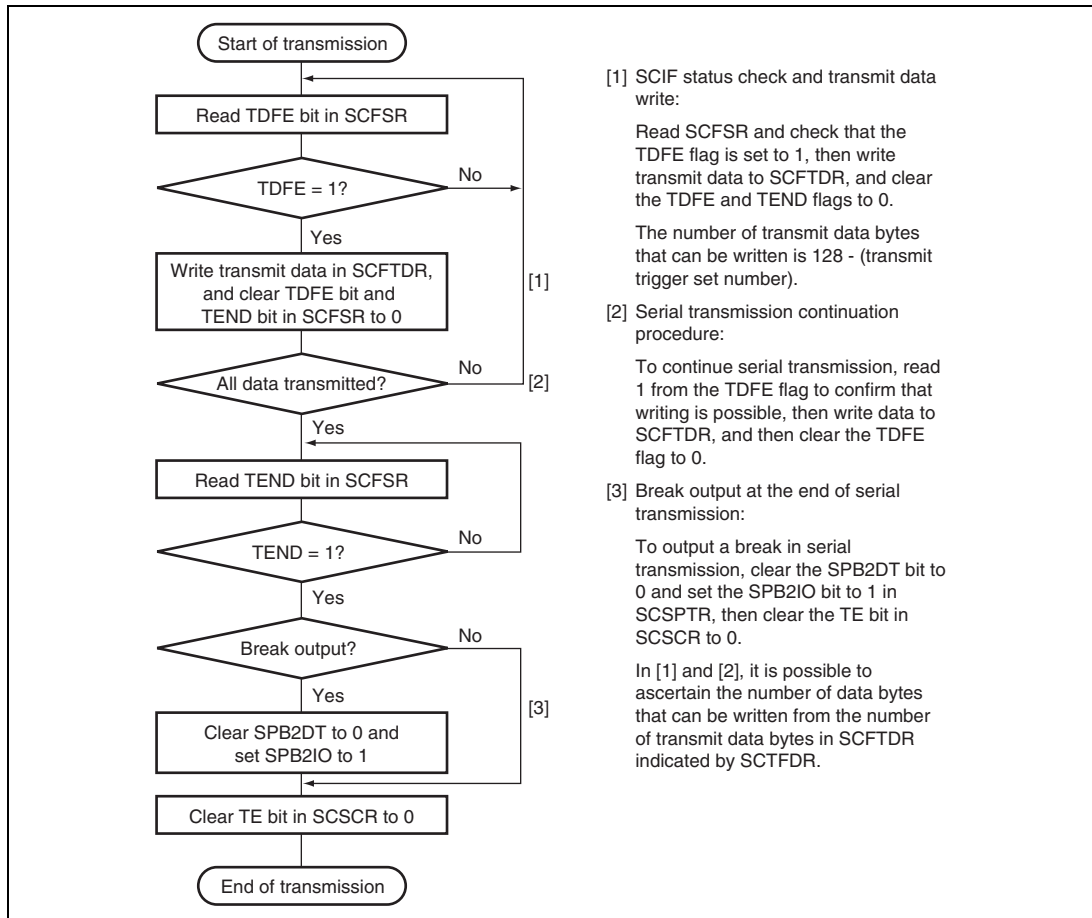 Start of transmission
Read TDFE bit in SCFSR
TDFE = 1?
No
Yes
Write transmit data in SCFTDR,
and clear TDFE bit and
TEND bit in SCFSR to 0
[1]
All data transmitted?
No
[2]
Yes
Read TEND bit in SCFSR
TEND = 1?
No
Yes
Break output?
No
Yes
[3]
Clear SPB2DT to 0 and
set SPB2IO to 1
Clear TE bit in SCSCR to 0
End of transmission
[1] SCIF status check and transmit data
write:
Read SCFSR and check that the
TDFE flag is set to 1, then write
transmit data to SCFTDR, and clear
the TDFE and TEND flags to 0.
The number of transmit data bytes
that can be written is 128 - (transmit
trigger set number).
[2] Serial transmission continuation
procedure:
To continue serial transmission, read
1 from the TDFE flag to confirm that
writing is possible, then write data to
SCFTDR, and then clear the TDFE
flag to 0.
[3] Break output at the end of serial
transmission:
To output a break in serial
transmission, clear the SPB2DT bit to
0 and set the SPB2IO bit to 1 in
SCSPTR, then clear the TE bit in
SCSCR to 0.
In [1] and [2], it is possible to
ascertain the number of data bytes
that can be written from the number
of transmit data bytes in SCFTDR
indicated by SCTFDR.